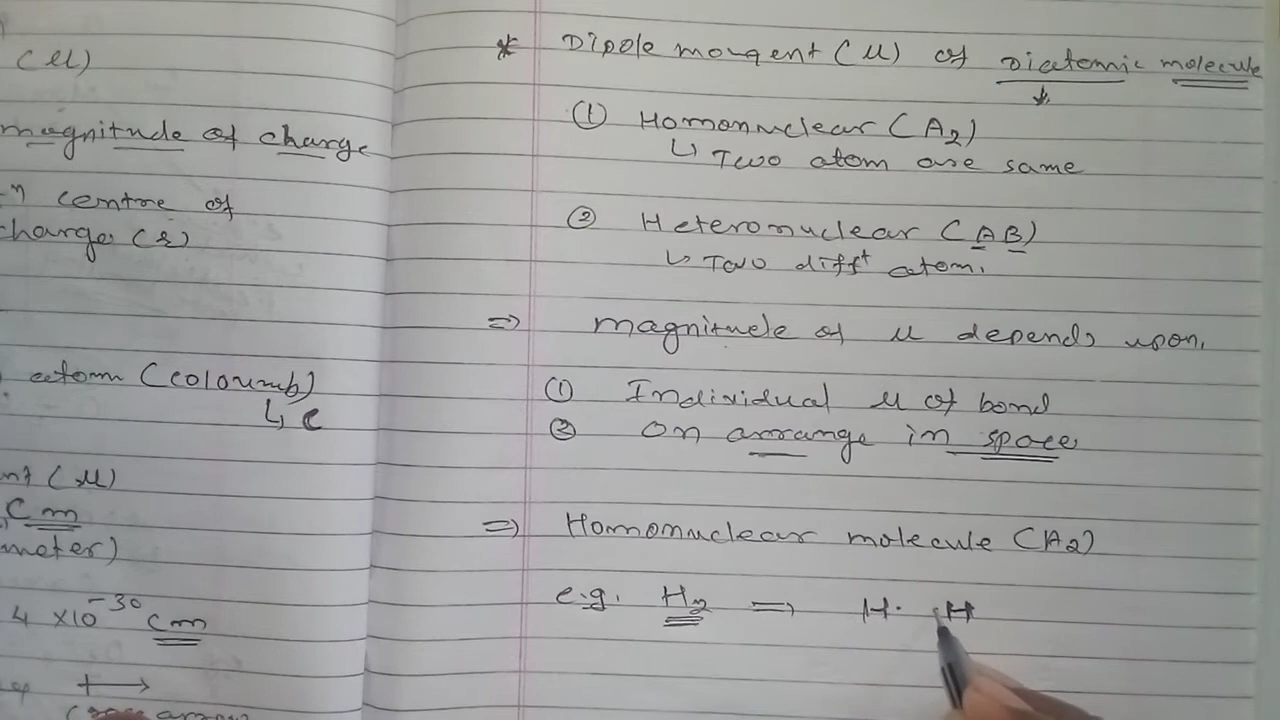 (μ)
magnitude of charge
centre of
charge (r)
atom (coloumb)
↳ C
(μ)
Cm
meter)
4 ×10⁻³⁰ Cm
* Dipole moment (μ) of Diatomic molecule
① Homonuclear (A₂)
↳ Two atom are same
② Heteronuclear (AB)
↳ Two diffᵗ atom.
⇒ magnitude of μ depends upon,
① Individual μ of bond
② On arrange in space
⇒ Homonuclear molecule (A₂)
e.g. H₂ ⇒ H· H